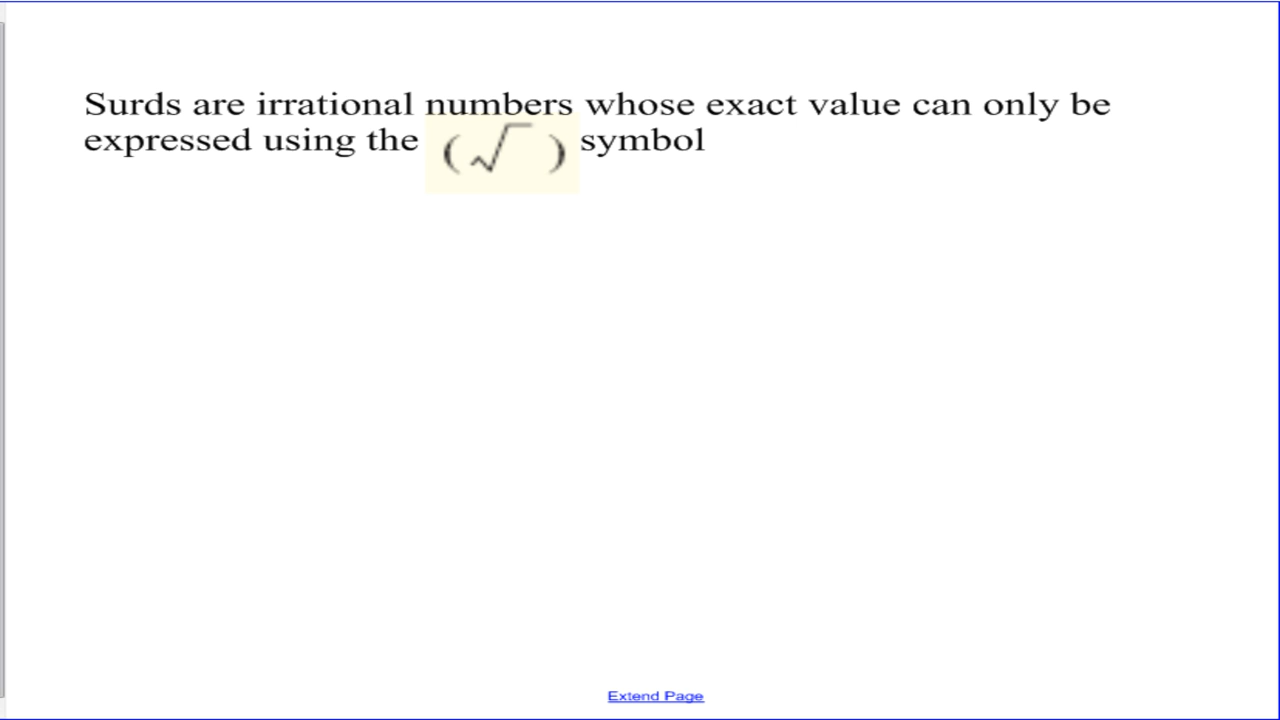 Surds are irrational numbers whose exact value can only be
expressed using the (√ ) symbol
Extend Page